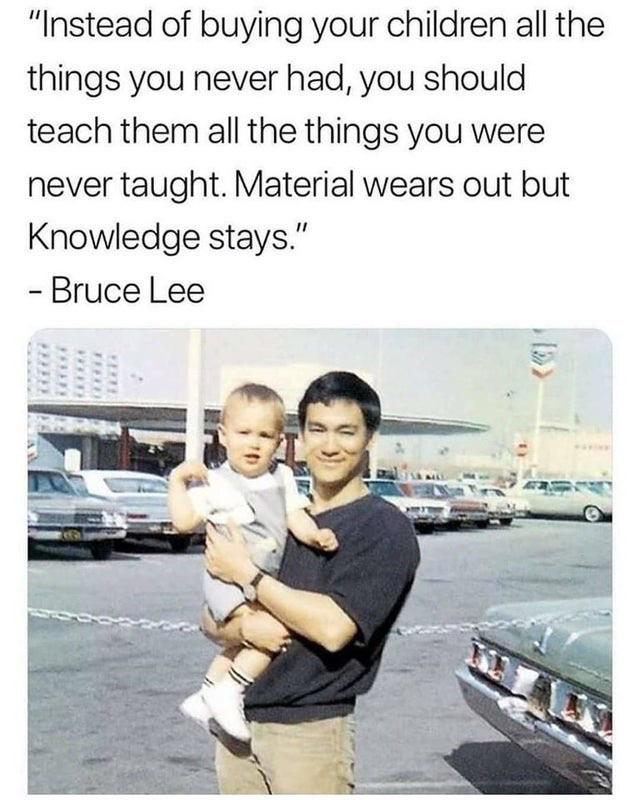 "Instead of buying your children all the
things you never had, you should
teach them all the things you were
never taught. Material wears out but
Knowledge stays."
- Bruce Lee